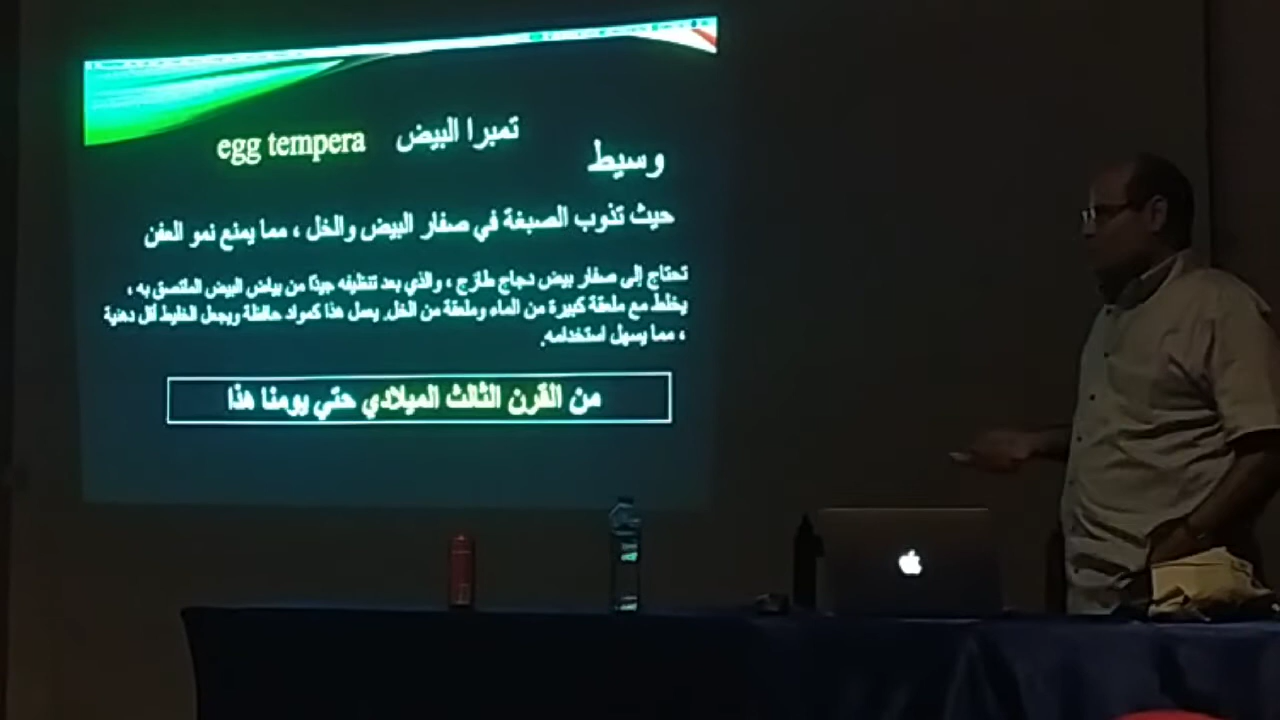 تمبرا البيض egg tempera
وسيط
حيث تذوب الصبغة في صفار البيض والخل ، مما يمنع نمو العفن
تحتاج إلى صفار بيض دجاج طازج ، والذي بعد تنظيفه جيدًا من بياض البيض الملتصق به ،
يخلط مع ملعقة كبيرة من الماء وملعقة من الخل. يعمل هذا كمواد حافظة ويجعل الخليط أقل دهنية
، مما يسهل استخدامه.
من القرن الثالث الميلادي حتي يومنا هذا